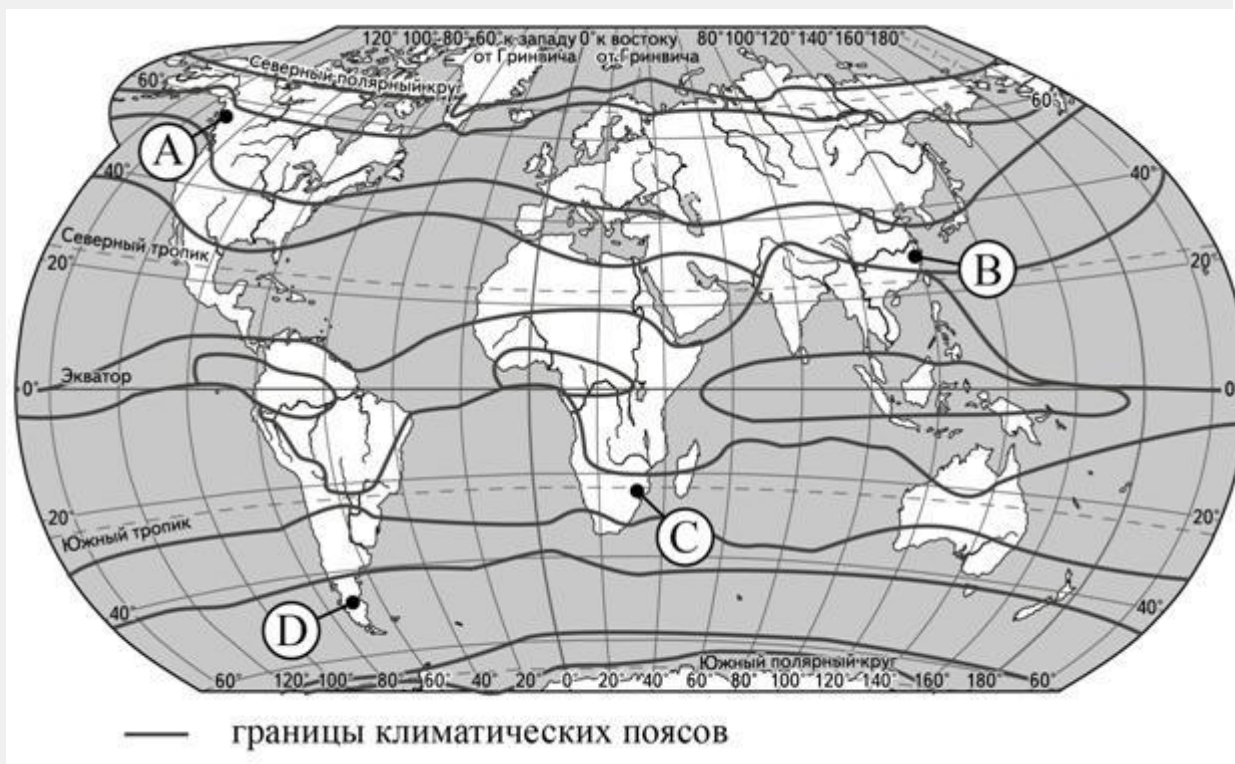 120° 100° 80° 60° к западу 0° к востоку 80° 100° 120° 140° 160° 180°
от Гринвича от Гринвича
Северный полярный круг
60°
60°
A
40°
40°
Северный тропик
20°
B
20°
Экватор
0°
0°
20°
20°
Южный тропик
C
40°
40°
D
Южный полярный круг
60° 120° 100° 80° 60° 40° 20° 0° 20° 40° 60° 80° 100° 120° 140° 160° 180° 60°
границы климатических поясов